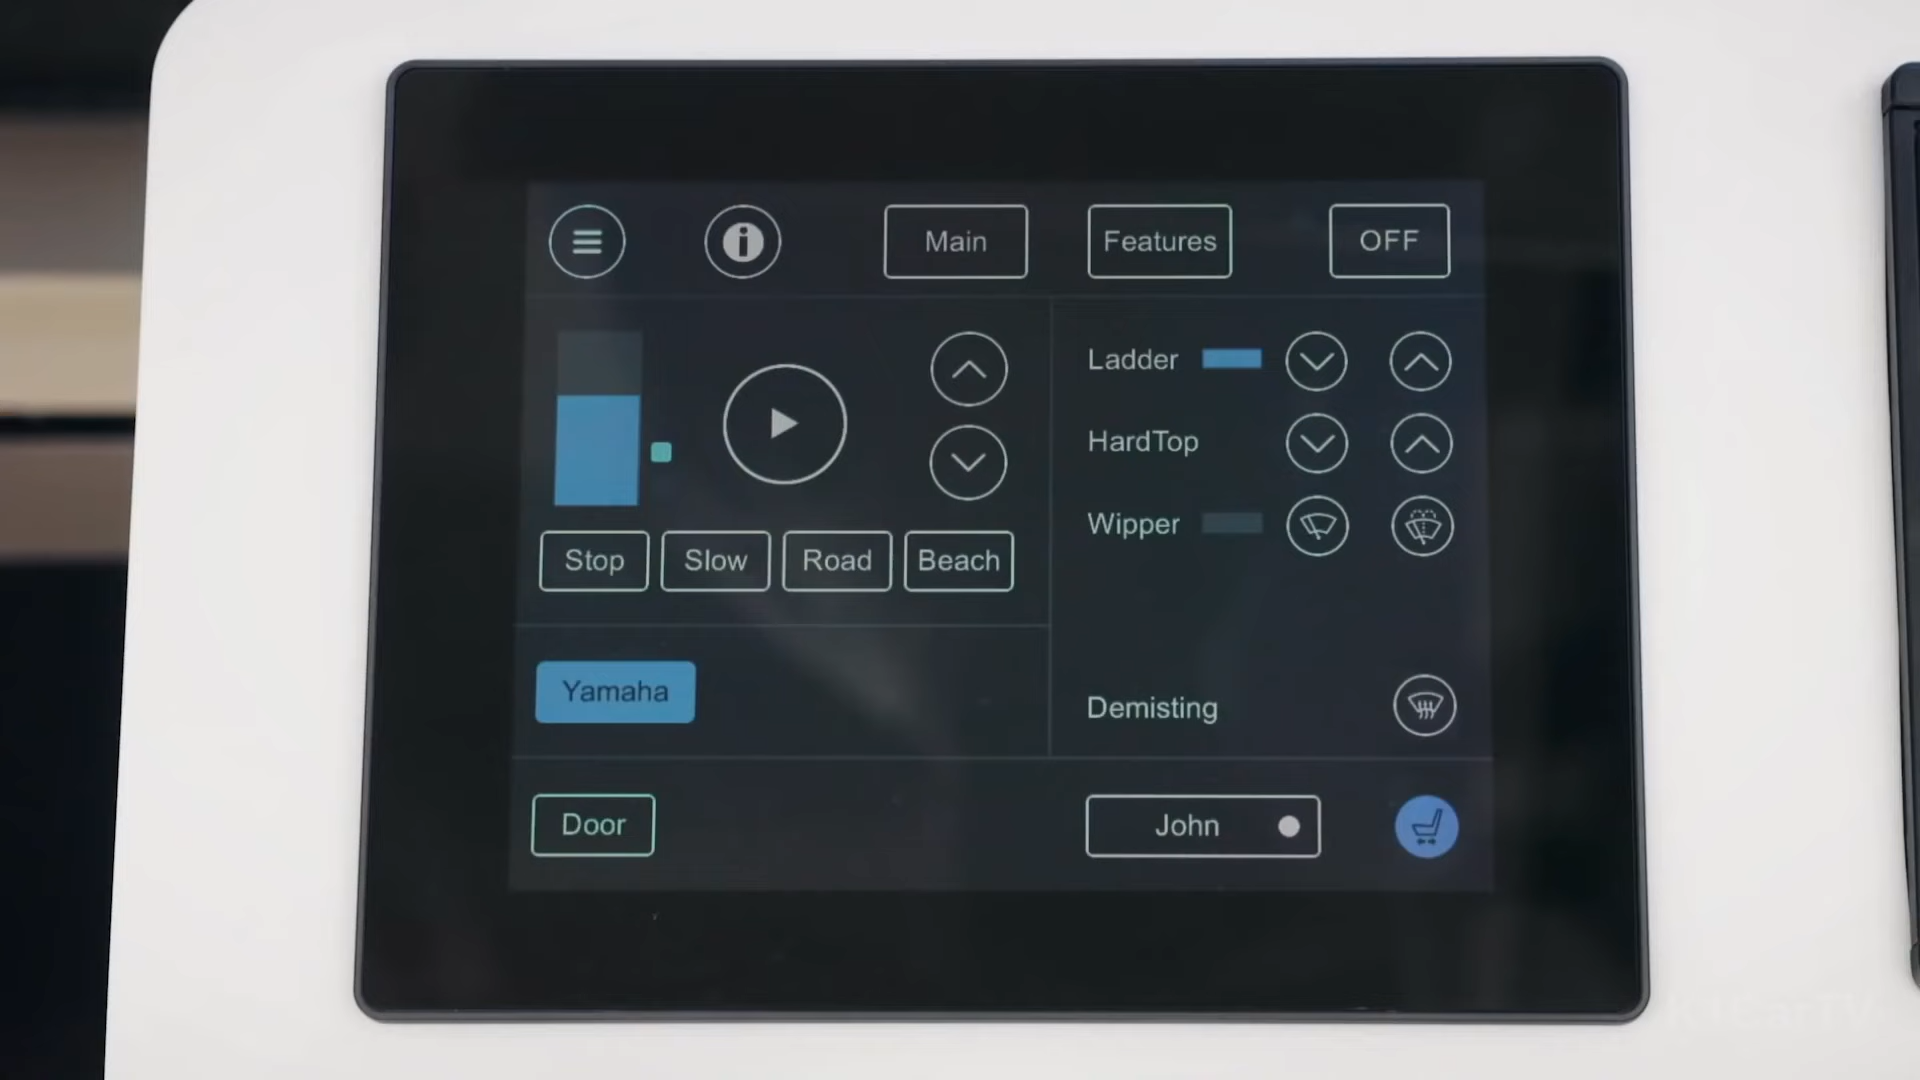 Main Features OFF
Ladder
HardTop
Wipper
Stop Slow Road Beach
Yamaha
Demisting
Door
John